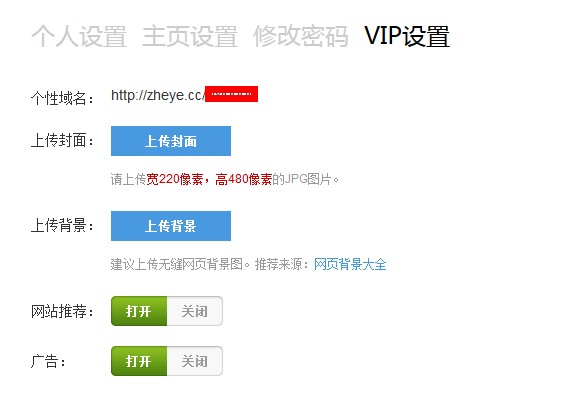 个人设置 主页设置 修改密码 VIP设置
个性域名： http://zheye.cc/
上传封面： 上传封面
请上传宽220像素，高480像素的JPG图片。
上传背景： 上传背景
建议上传无缝网页背景图。推荐来源：网页背景大全
网站推荐： 打开 关闭
广告： 打开 关闭